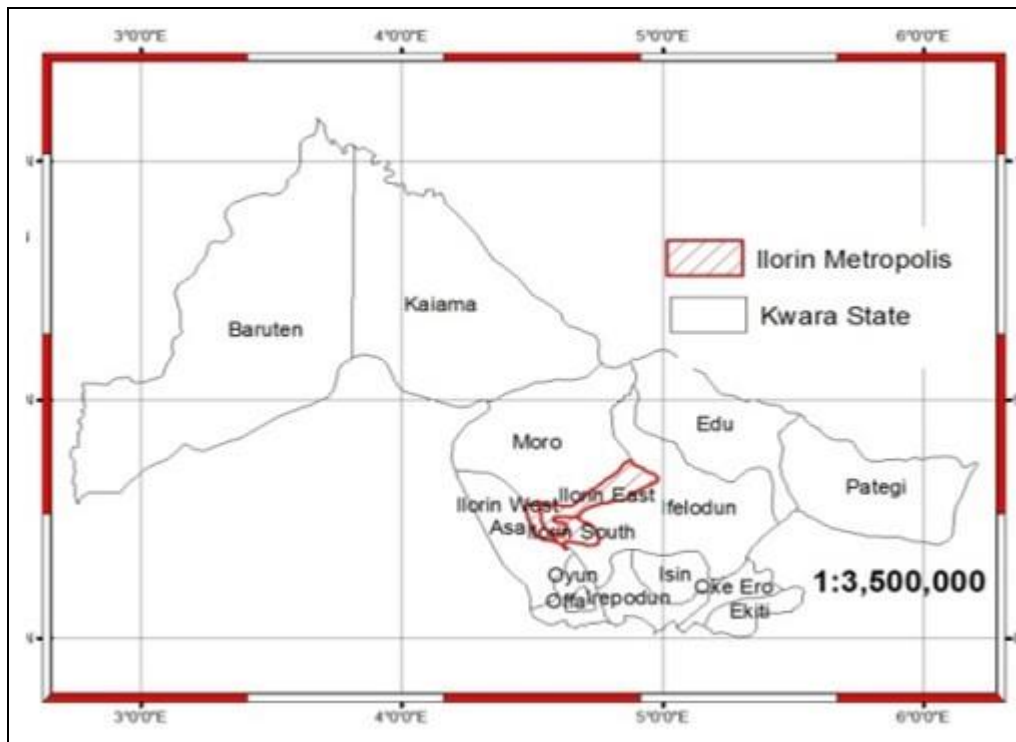 3°0'0"E 4°0'0"E 5°0'0"E 6°0'0"E
Ilorin Metropolis
Kaiama
Kwara State
Baruten
Edu
Moro
Pategi
Ilorin East
Ilorin West
Ifelodun
Asa
Ilorin South
Oyun
Isin
1:3,500,000
Oke Ero
Offa
Irepodun
Ekiti
3°0'0"E 4°0'0"E 5°0'0"E 6°0'0"E